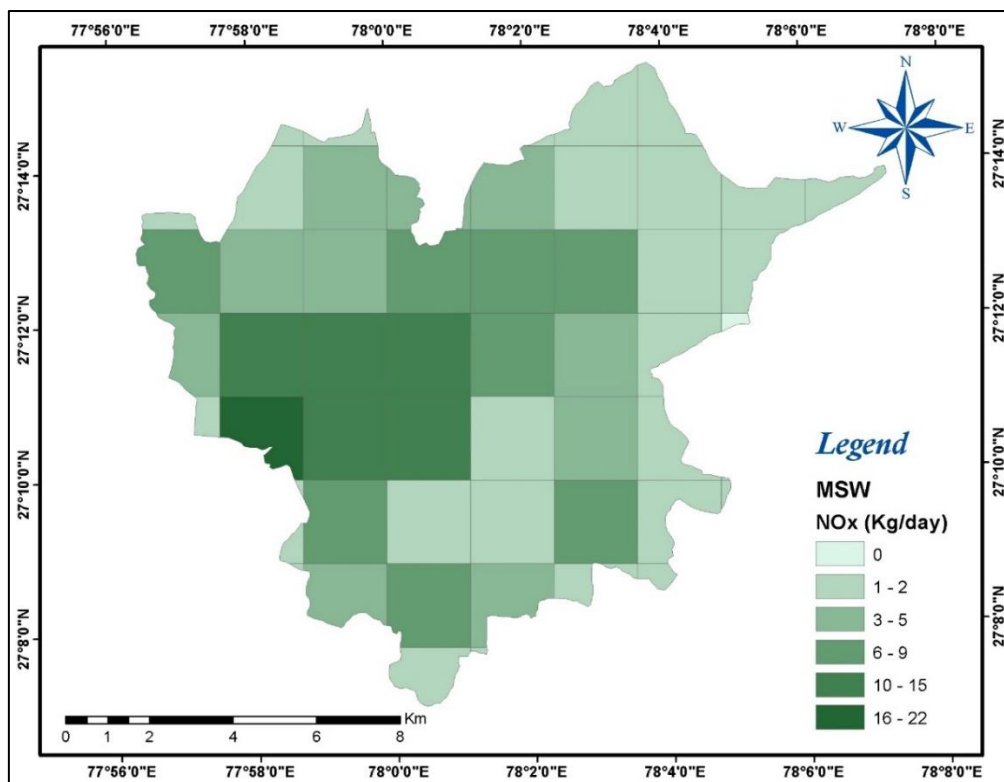 77°56'0"E 77°58'0"E 78°0'0"E 78°2'0"E 78°4'0"E 78°6'0"E 78°8'0"E
N
W E
S
27°14'0"N 27°14'0"N
27°12'0"N 27°12'0"N
27°10'0"N 27°10'0"N
27°8'0"N 27°8'0"N
Legend
MSW
NOx (Kg/day)
0
1 - 2
3 - 5
6 - 9
10 - 15
16 - 22
Km
0 1 2 4 6 8
77°56'0"E 77°58'0"E 78°0'0"E 78°2'0"E 78°4'0"E 78°6'0"E 78°8'0"E